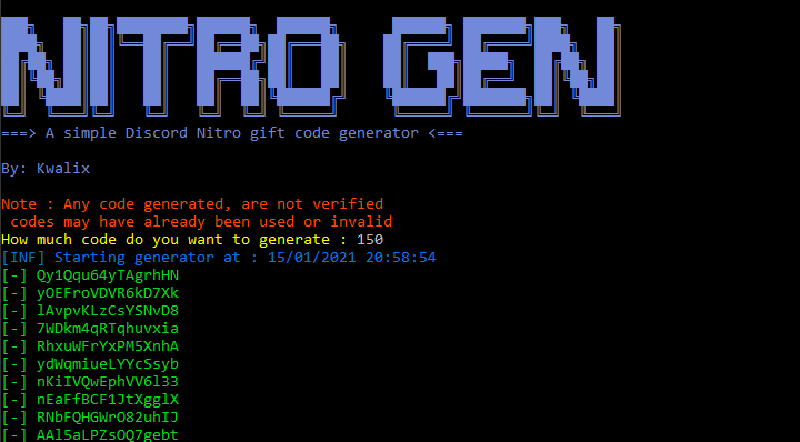 NITRO GEN
===> A simple Discord Nitro gift code generator <===
By: Kwalix
Note : Any code generated, are not verified
codes may have already been used or invalid
How much code do you want to generate : 150
[INF] Starting generator at : 15/01/2021 20:58:54
[-] Qy1Qqu64yTAgrhHN
[-] yOEFroVDVR6kD7Xk
[-] lAvpvKLzCsYSNvD8
[-] 7WDkm4qRTqhuvxia
[-] RhxuWFrYxPM5XnhA
[-] ydWqmiueLYYcSsyb
[-] nKiIVQwEphVV6l33
[-] nEaFfBCF1JtXgglX
[-] RNbFQHGWrO82uhIJ
[-] AAl5aLPZsOQ7gebt